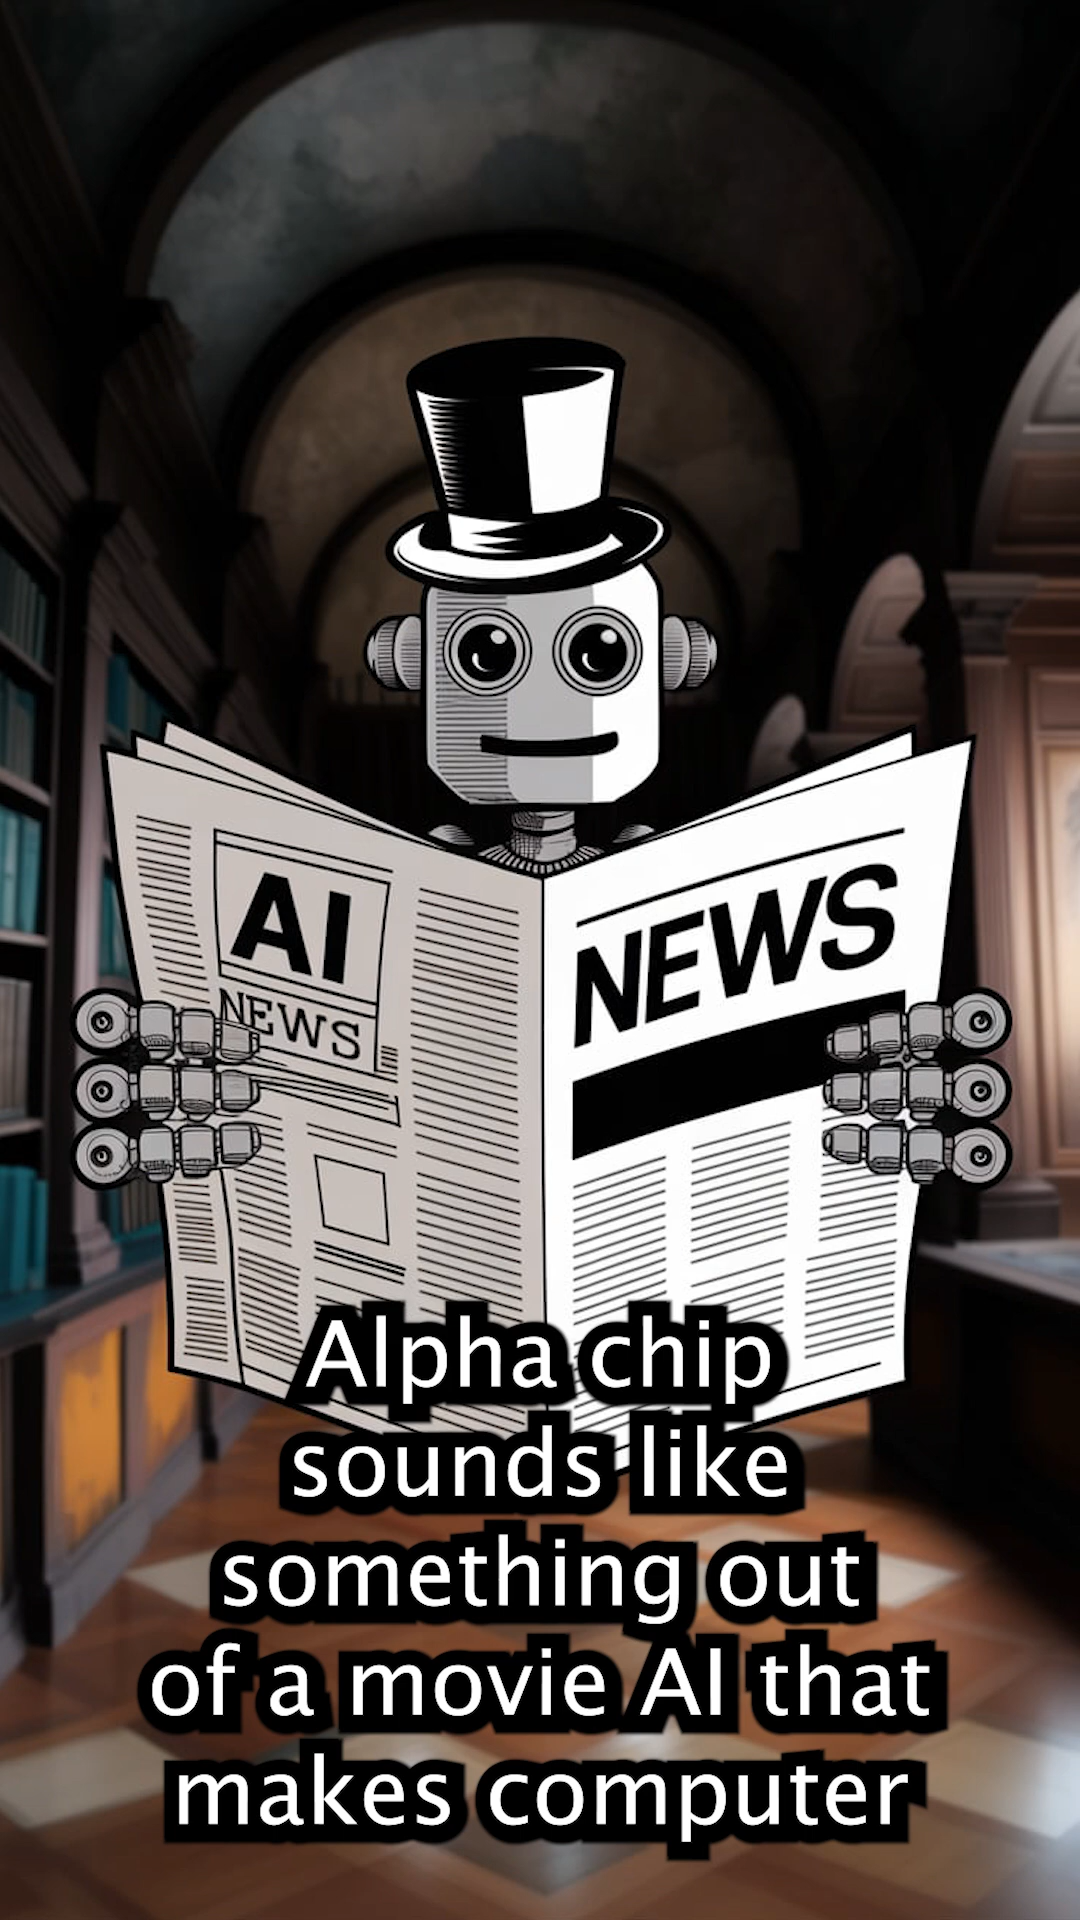 AI
NEWS
NEWS
Alpha chip
sounds like
something out
of a movie AI that
makes computer